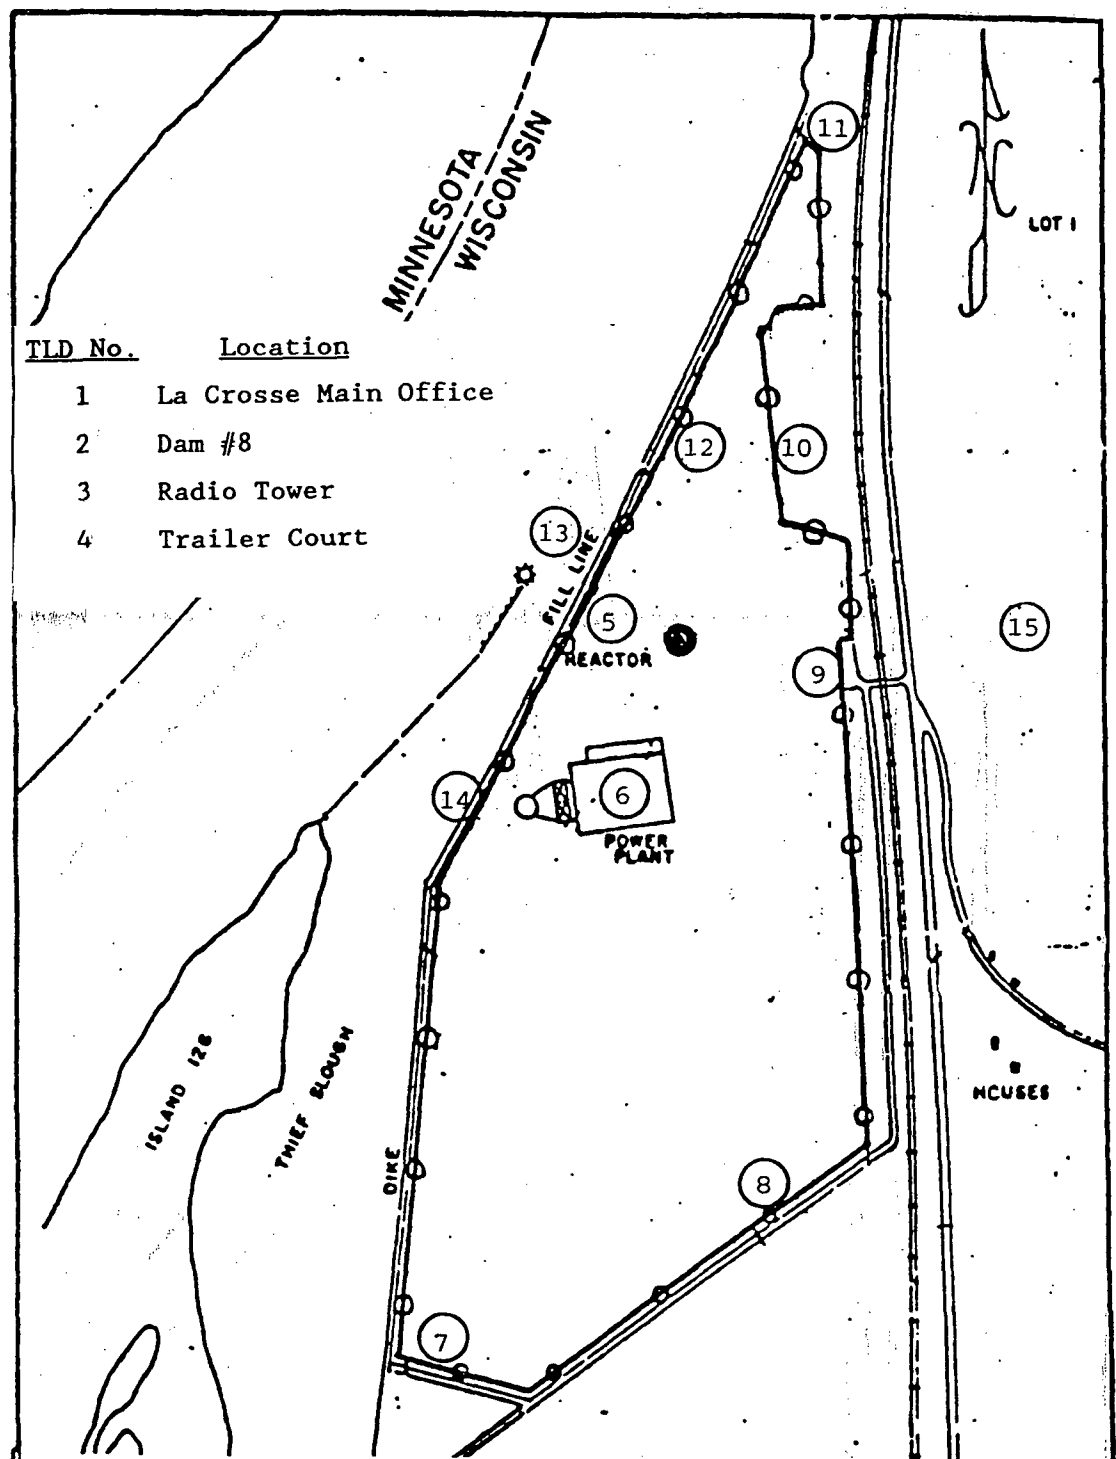 11
MINNESOTA
WISCONSIN
LOT 1
TLD No. Location
1 La Crosse Main Office
2 Dam #8
3 Radio Tower
4 Trailer Court
12
10
13
FILL LINE
5
REACTOR
15
9
14
6
POWER
PLANT
ISLAND 126
THIEF SLOUGH
HCUSES
DIKE
8
7